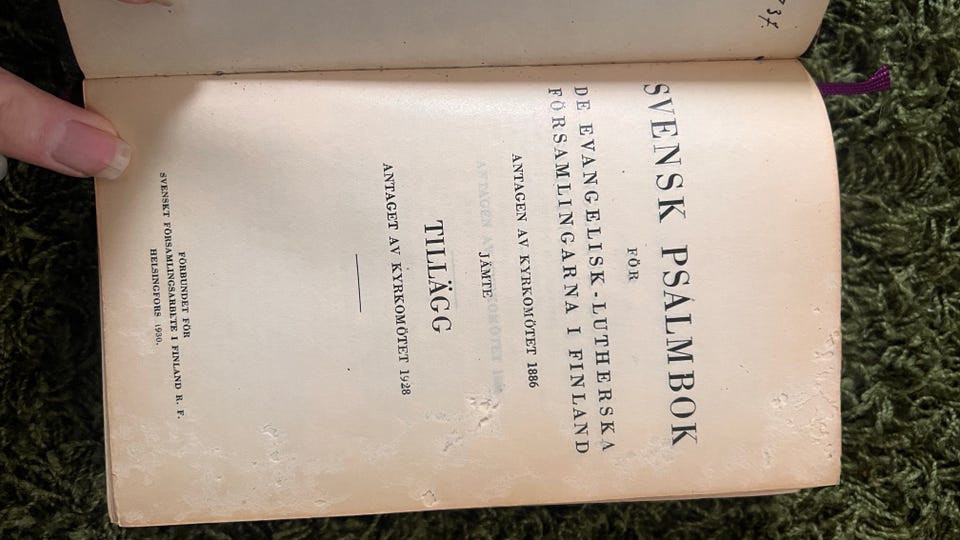 SVENSK PSALMBOK
FÖR
DE EVANGELISK-LUTHERSKA
FÖRSAMLINGARNA I FINLAND
ANTAGEN AV KYRKOMÖTET 1886
JÄMTE
TILLÄGG
ANTAGET AV KYRKOMÖTET 1928
FÖRBUNDET FÖR
SVENSKT FÖRSAMLINGSARBETE I FINLAND R. F.
HELSINGFORS 1930.